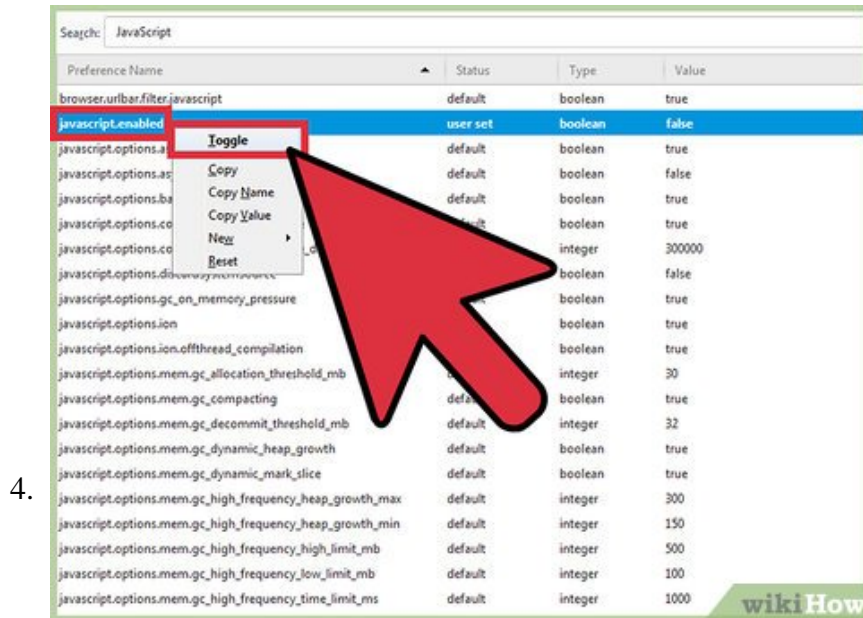 Search: JavaScript
Preference Name Status Type Value
browser.urlbar.filter.javascript default boolean true
javascript.enabled user set boolean false
Toggle
javascript.options.a default boolean true
Copy
javascript.options.as default boolean false
Copy Name
javascript.options.ba boolean true
Copy Value
javascript.options.co boolean true
New
javascript.options.co integer 300000
Reset
boolean false
javascript.options.gc_on_memory_pressure boolean true
javascript.options.ion boolean true
javascript.options.ion.offthread_compilation boolean true
javascript.options.mem.gc_allocation_threshold_mb integer 30
javascript.options.mem.gc_compacting boolean true
javascript.options.mem.gc_decommit_threshold_mb default integer 32
javascript.options.mem.gc_dynamic_heap_growth default boolean true
javascript.options.mem.gc_dynamic_mark_slice default boolean true
4.
javascript.options.mem.gc_high_frequency_heap_growth_max default integer 300
javascript.options.mem.gc_high_frequency_heap_growth_min default integer 150
javascript.options.mem.gc_high_frequency_high_limit_mb default integer 500
javascript.options.mem.gc_high_frequency_low_limit_mb default integer 100
javascript.options.mem.gc_high_frequency_time_limit_ms default integer 1000
wikiHow